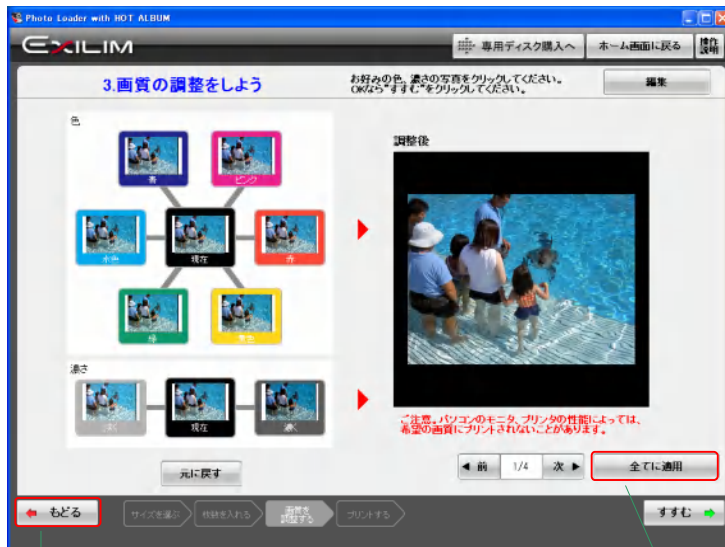 Photo Loader with HOT ALBUM
EXILIM
専用ディスク購入へ
ホーム画面に戻る
操作
説明
3.画質の調整をしよう
お好みの色、濃さの写真をクリックしてください。
OKなら"すすむ"をクリックしてください。
編集
色
青
ピンク
水色
現在
赤
緑
黄色
調整後
濃さ
薄く
現在
濃く
ご注意。パソコンのモニタ、プリンタの性能によっては、
希望の画質にプリントされないことがあります。
元に戻す
前
1/4
次
全てに適用
もどる
サイズを選ぶ
枚数を入れる
画質を
調整する
プリントする
すすむ